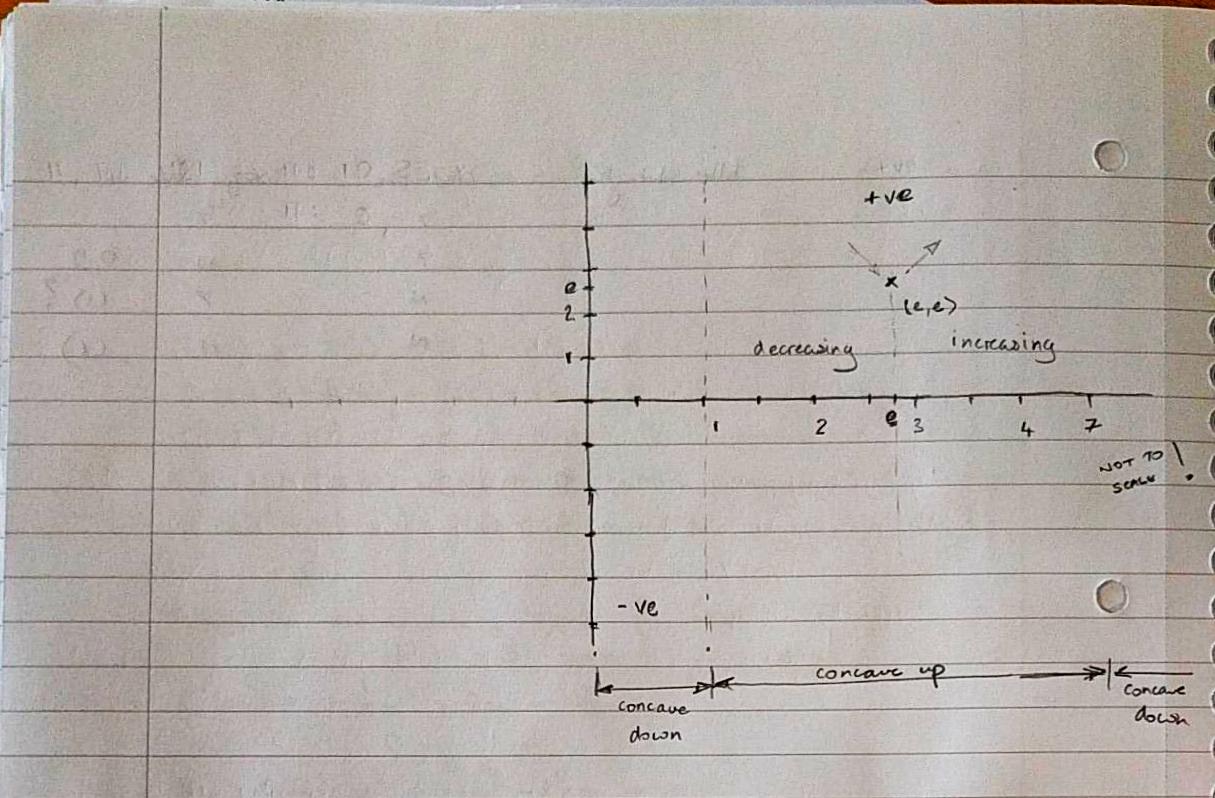 +ve
e
(e,e)
2
decreasing
increasing
1
1
2
e
3
4
7
NOT TO
SCALE !
- ve
concave up
concave
down
concave
down